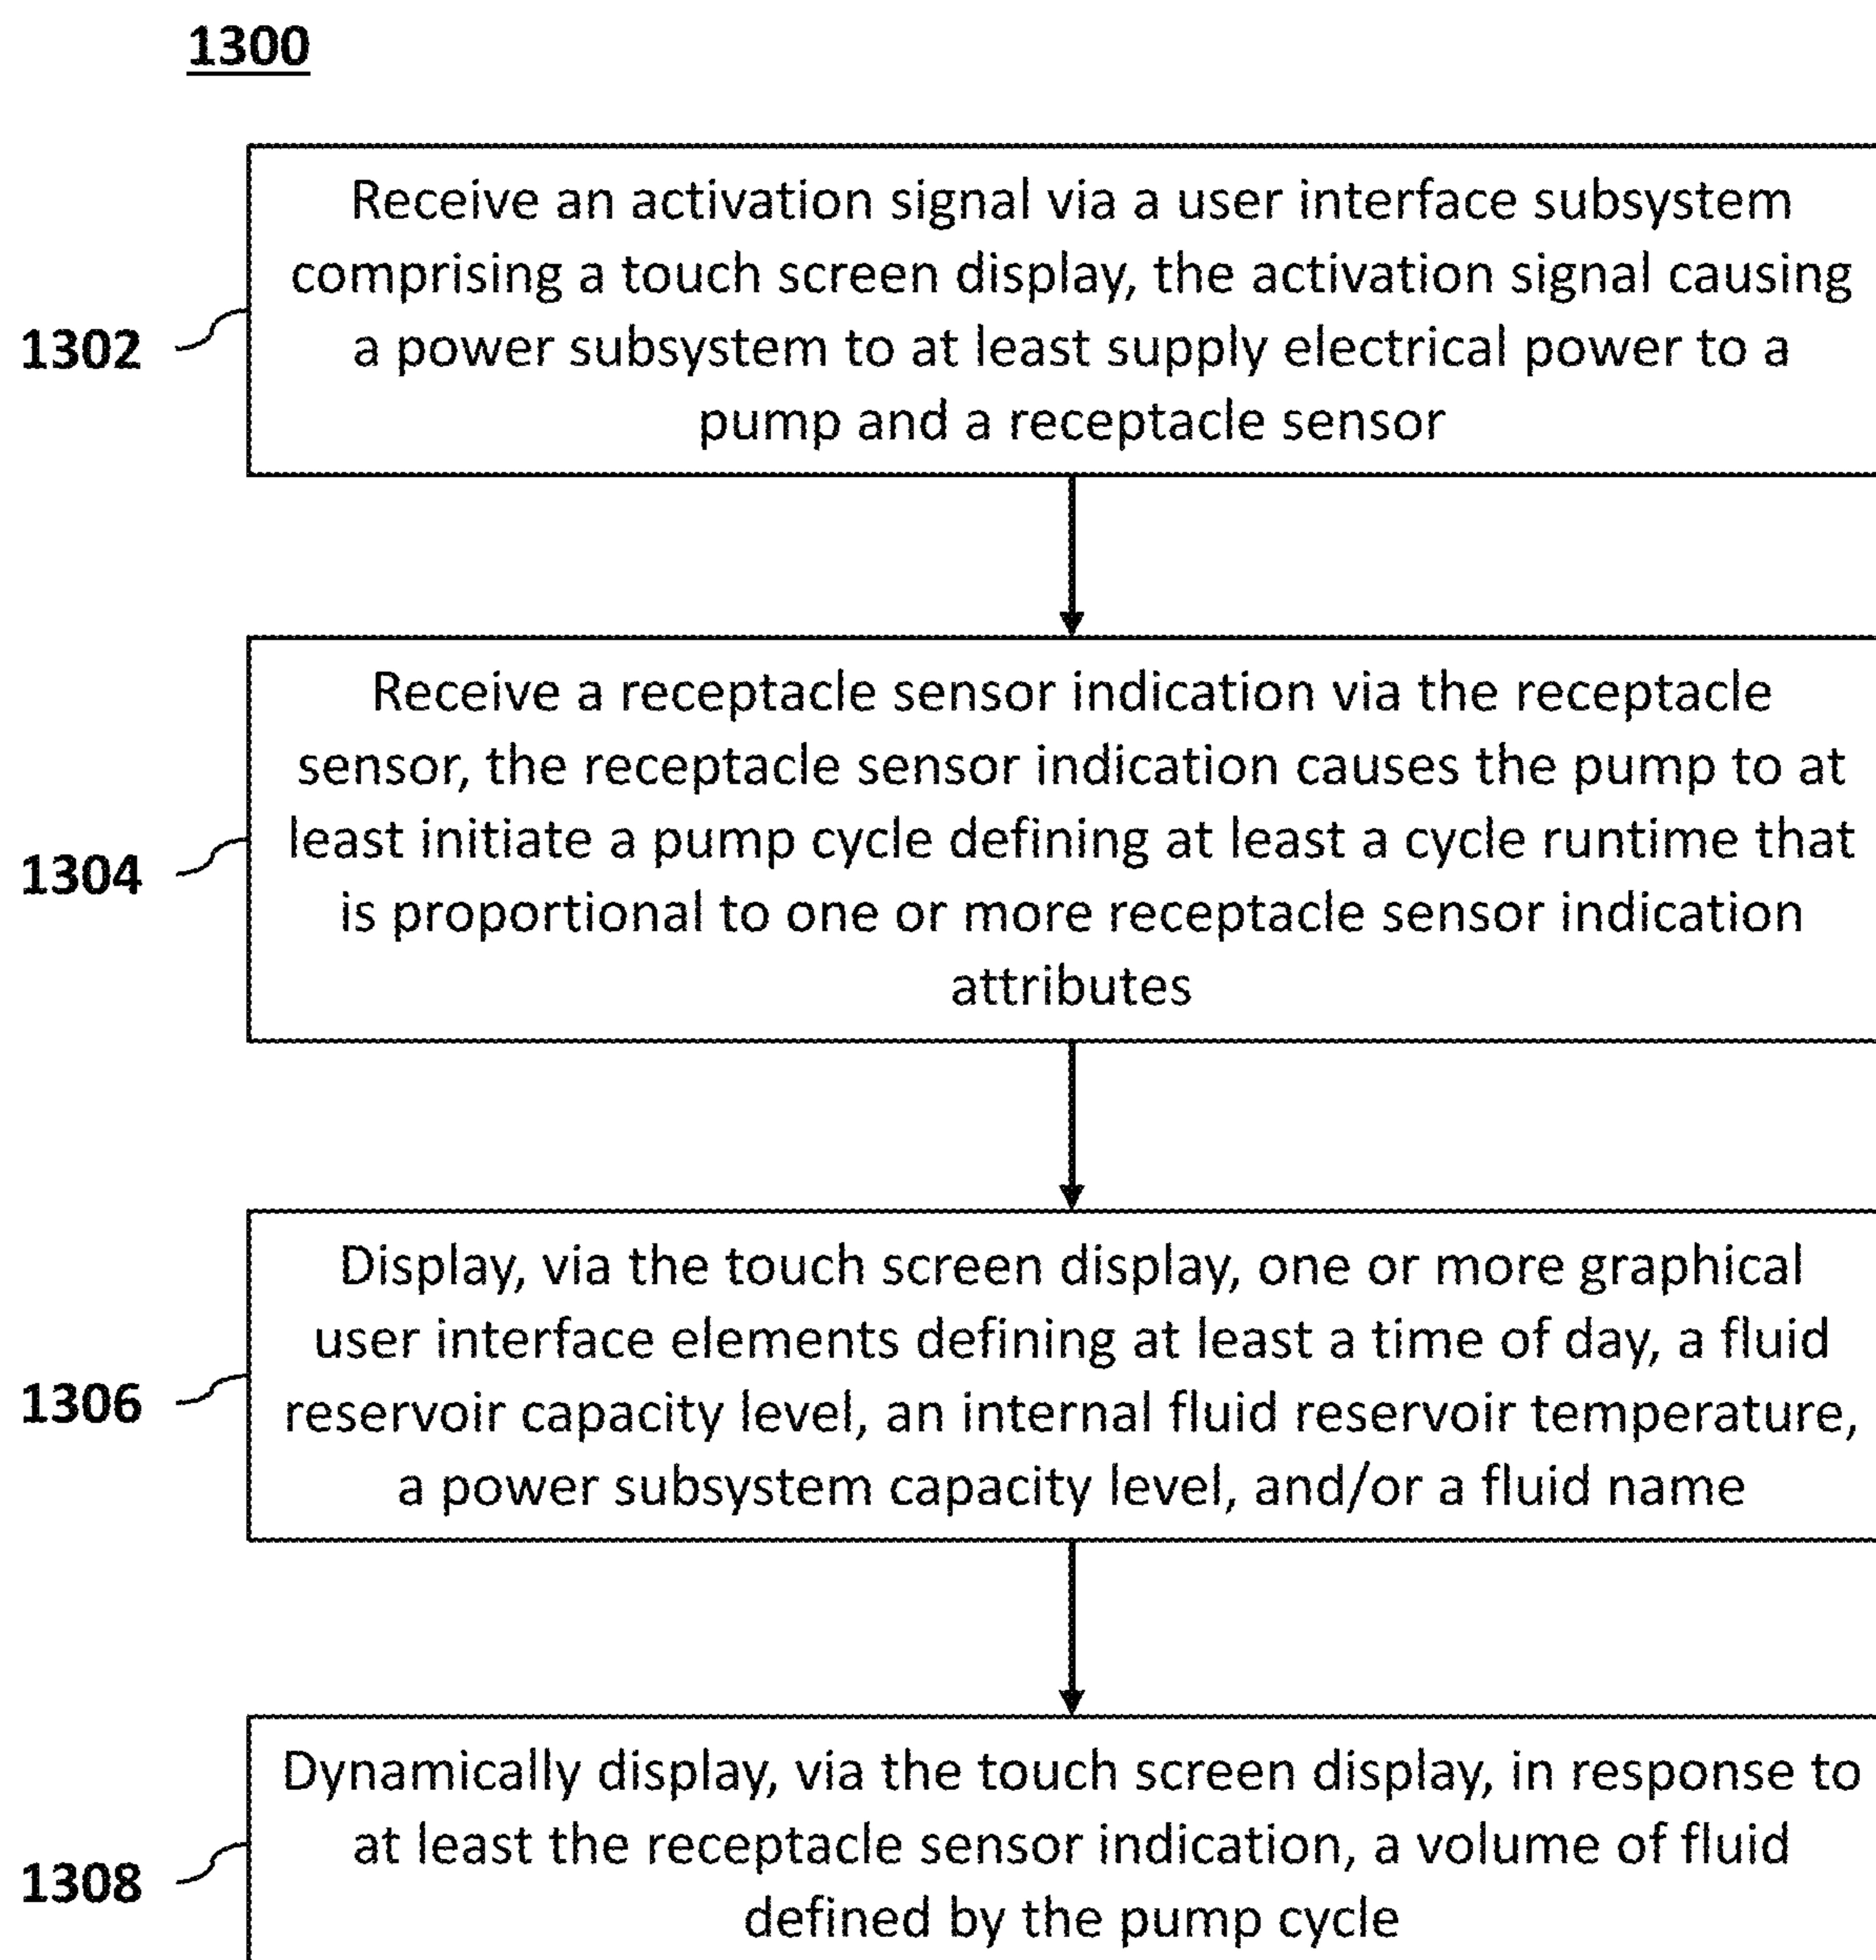 1300
Receive an activation signal via a user interface subsystem
comprising a touch screen display, the activation signal causing
a power subsystem to at least supply electrical power to a
pump and a receptacle sensor
1302
Receive a receptacle sensor indication via the receptacle
sensor, the receptacle sensor indication causes the pump to at
least initiate a pump cycle defining at least a cycle runtime that
is proportional to one or more receptacle sensor indication
attributes
1304
Display, via the touch screen display, one or more graphical
user interface elements defining at least a time of day, a fluid
reservoir capacity level, an internal fluid reservoir temperature,
a power subsystem capacity level, and/or a fluid name
1306
Dynamically display, via the touch screen display, in response to
at least the receptacle sensor indication, a volume of fluid
defined by the pump cycle
1308